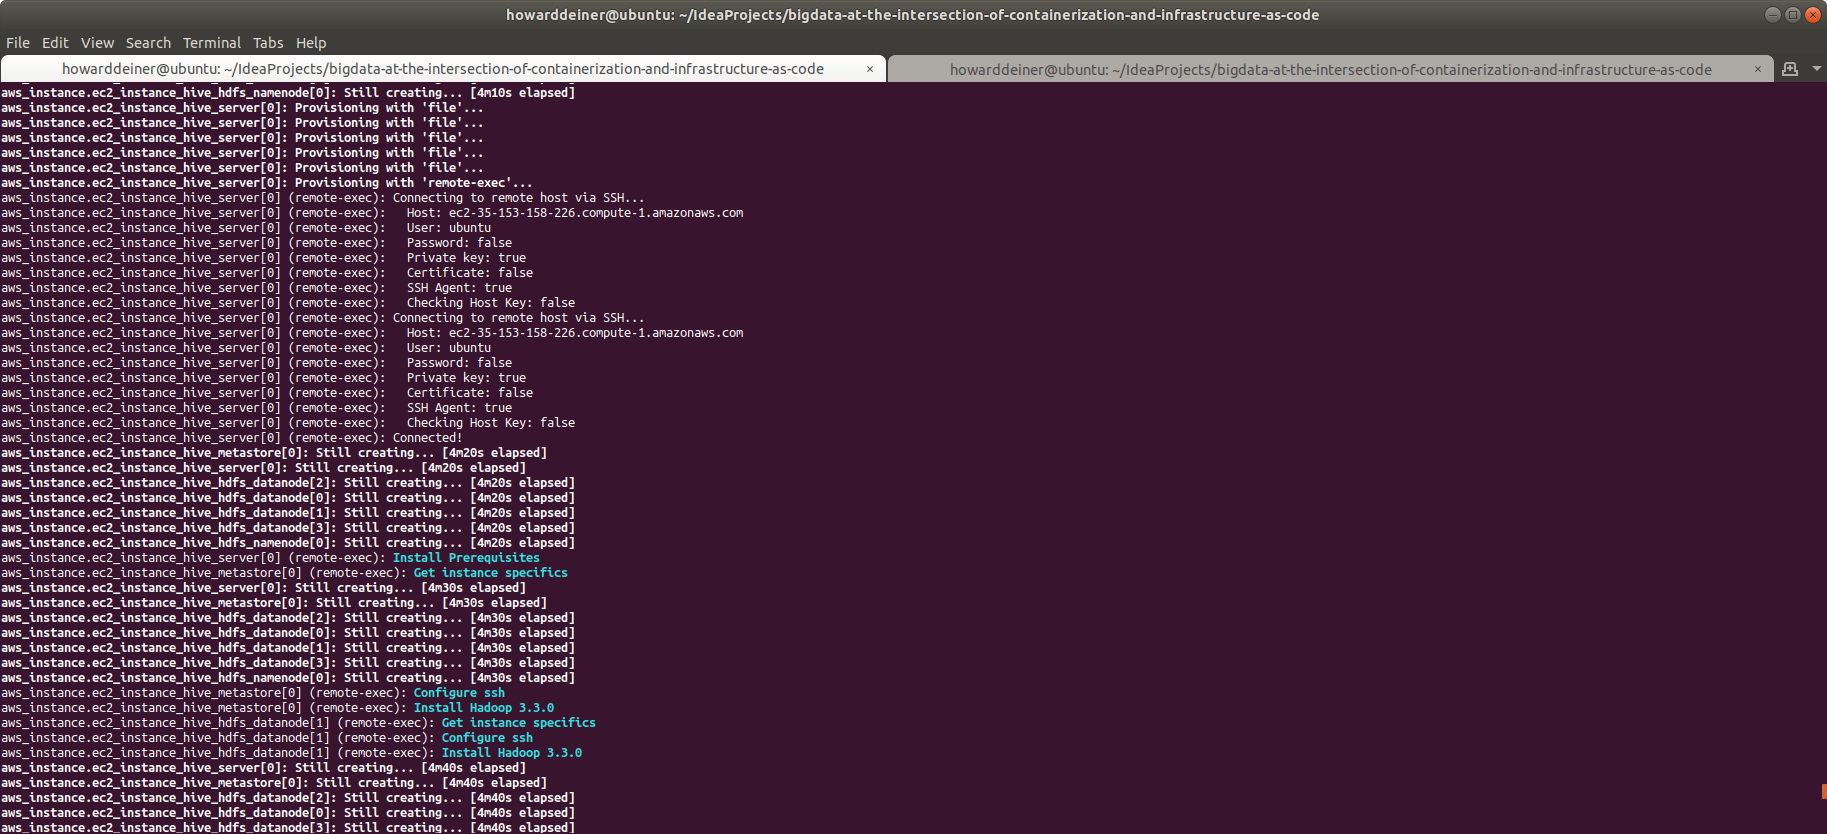 howarddeiner@ubuntu: ~/IdeaProjects/bigdata-at-the-intersection-of-containerization-and-infrastructure-as-code
File Edit View Search Terminal Tabs Help
howarddeiner@ubuntu: ~/IdeaProjects/bigdata-at-the-intersection-of-containerization-and-infrastructure-as-code × howarddeiner@ubuntu: ~/IdeaProjects/bigdata-at-the-intersection-of-containerization-and-infrastructure-as-code ×
aws_instance.ec2_instance_hive_hdfs_namenode[0]: Still creating... [4m10s elapsed]
aws_instance.ec2_instance_hive_server[0]: Provisioning with 'file'...
aws_instance.ec2_instance_hive_server[0]: Provisioning with 'file'...
aws_instance.ec2_instance_hive_server[0]: Provisioning with 'file'...
aws_instance.ec2_instance_hive_server[0]: Provisioning with 'file'...
aws_instance.ec2_instance_hive_server[0]: Provisioning with 'file'...
aws_instance.ec2_instance_hive_server[0]: Provisioning with 'remote-exec'...
aws_instance.ec2_instance_hive_server[0] (remote-exec): Connecting to remote host via SSH...
aws_instance.ec2_instance_hive_server[0] (remote-exec):   Host: ec2-35-153-158-226.compute-1.amazonaws.com
aws_instance.ec2_instance_hive_server[0] (remote-exec):   User: ubuntu
aws_instance.ec2_instance_hive_server[0] (remote-exec):   Password: false
aws_instance.ec2_instance_hive_server[0] (remote-exec):   Private key: true
aws_instance.ec2_instance_hive_server[0] (remote-exec):   Certificate: false
aws_instance.ec2_instance_hive_server[0] (remote-exec):   SSH Agent: true
aws_instance.ec2_instance_hive_server[0] (remote-exec):   Checking Host Key: false
aws_instance.ec2_instance_hive_server[0] (remote-exec): Connecting to remote host via SSH...
aws_instance.ec2_instance_hive_server[0] (remote-exec):   Host: ec2-35-153-158-226.compute-1.amazonaws.com
aws_instance.ec2_instance_hive_server[0] (remote-exec):   User: ubuntu
aws_instance.ec2_instance_hive_server[0] (remote-exec):   Password: false
aws_instance.ec2_instance_hive_server[0] (remote-exec):   Private key: true
aws_instance.ec2_instance_hive_server[0] (remote-exec):   Certificate: false
aws_instance.ec2_instance_hive_server[0] (remote-exec):   SSH Agent: true
aws_instance.ec2_instance_hive_server[0] (remote-exec):   Checking Host Key: false
aws_instance.ec2_instance_hive_server[0] (remote-exec): Connected!
aws_instance.ec2_instance_hive_metastore[0]: Still creating... [4m20s elapsed]
aws_instance.ec2_instance_hive_server[0]: Still creating... [4m20s elapsed]
aws_instance.ec2_instance_hive_hdfs_datanode[2]: Still creating... [4m20s elapsed]
aws_instance.ec2_instance_hive_hdfs_datanode[0]: Still creating... [4m20s elapsed]
aws_instance.ec2_instance_hive_hdfs_datanode[1]: Still creating... [4m20s elapsed]
aws_instance.ec2_instance_hive_hdfs_datanode[3]: Still creating... [4m20s elapsed]
aws_instance.ec2_instance_hive_hdfs_namenode[0]: Still creating... [4m20s elapsed]
aws_instance.ec2_instance_hive_server[0] (remote-exec): Install Prerequisites
aws_instance.ec2_instance_hive_metastore[0] (remote-exec): Get instance specifics
aws_instance.ec2_instance_hive_server[0]: Still creating... [4m30s elapsed]
aws_instance.ec2_instance_hive_metastore[0]: Still creating... [4m30s elapsed]
aws_instance.ec2_instance_hive_hdfs_datanode[2]: Still creating... [4m30s elapsed]
aws_instance.ec2_instance_hive_hdfs_datanode[0]: Still creating... [4m30s elapsed]
aws_instance.ec2_instance_hive_hdfs_datanode[1]: Still creating... [4m30s elapsed]
aws_instance.ec2_instance_hive_hdfs_datanode[3]: Still creating... [4m30s elapsed]
aws_instance.ec2_instance_hive_hdfs_namenode[0]: Still creating... [4m30s elapsed]
aws_instance.ec2_instance_hive_metastore[0] (remote-exec): Configure ssh
aws_instance.ec2_instance_hive_metastore[0] (remote-exec): Install Hadoop 3.3.0
aws_instance.ec2_instance_hive_hdfs_datanode[1] (remote-exec): Get instance specifics
aws_instance.ec2_instance_hive_hdfs_datanode[1] (remote-exec): Configure ssh
aws_instance.ec2_instance_hive_hdfs_datanode[1] (remote-exec): Install Hadoop 3.3.0
aws_instance.ec2_instance_hive_server[0]: Still creating... [4m40s elapsed]
aws_instance.ec2_instance_hive_metastore[0]: Still creating... [4m40s elapsed]
aws_instance.ec2_instance_hive_hdfs_datanode[2]: Still creating... [4m40s elapsed]
aws_instance.ec2_instance_hive_hdfs_datanode[0]: Still creating... [4m40s elapsed]
aws_instance.ec2_instance_hive_hdfs_datanode[3]: Still creating... [4m40s elapsed]